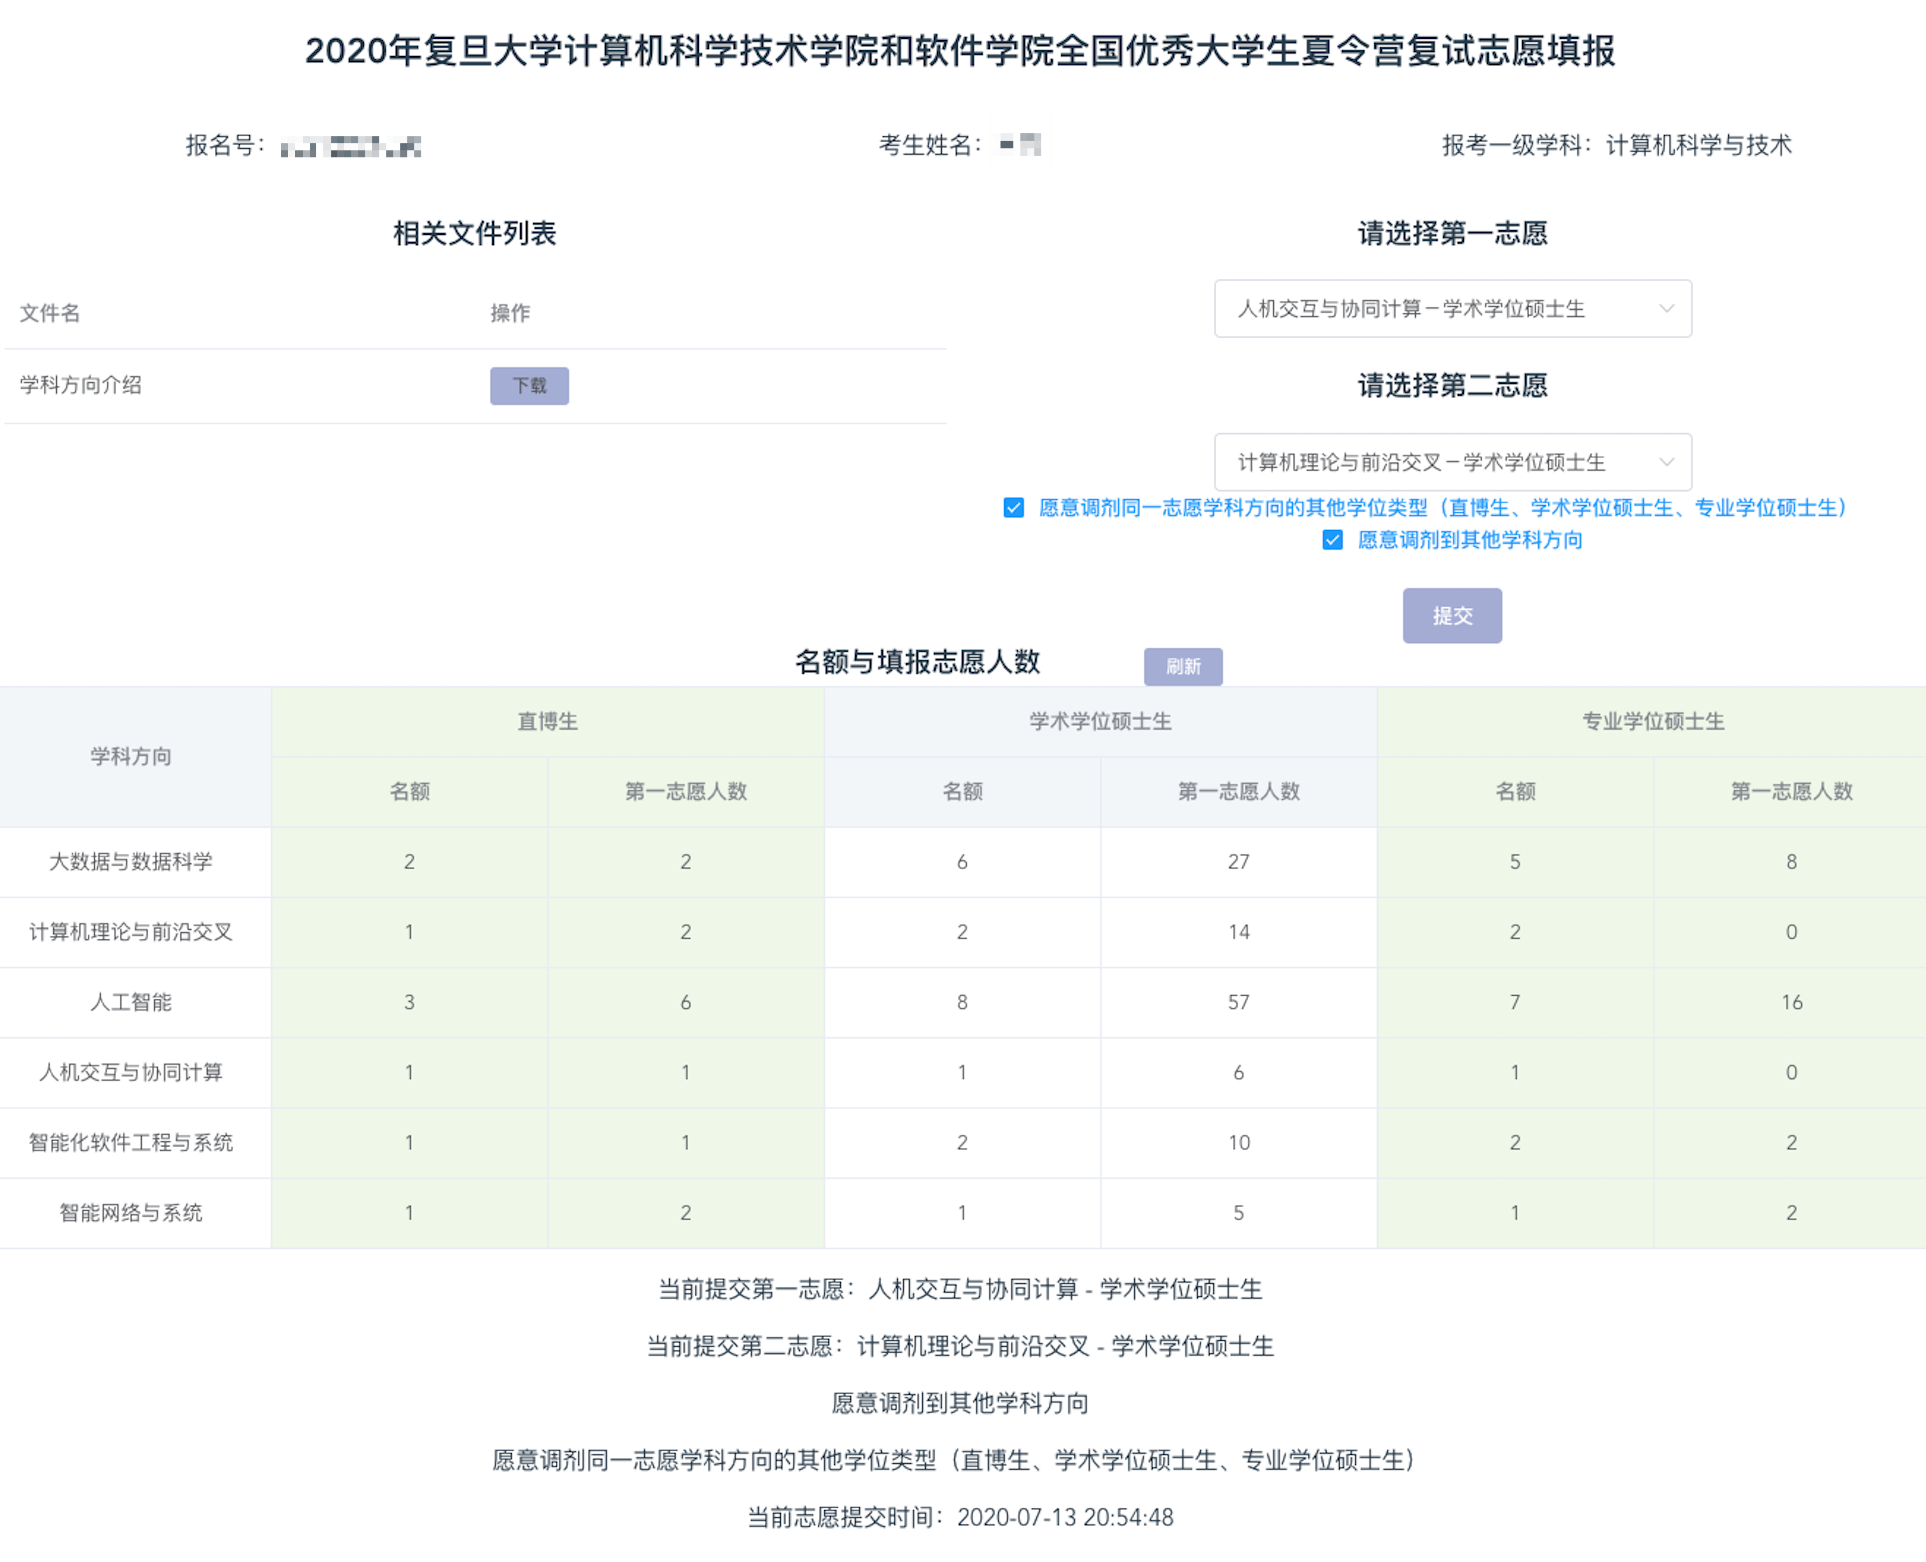 2020年复旦大学计算机科学技术学院和软件学院全国优秀大学生夏令营复试志愿填报
报名号： 考生姓名： 报考一级学科：计算机科学与技术
相关文件列表
文件名 操作
学科方向介绍 下载
请选择第一志愿
人机交互与协同计算－学术学位硕士生
请选择第二志愿
计算机理论与前沿交叉－学术学位硕士生
愿意调剂同一志愿学科方向的其他学位类型（直博生、学术学位硕士生、专业学位硕士生）
愿意调剂到其他学科方向
提交
名额与填报志愿人数 刷新
学科方向 直博生 学术学位硕士生 专业学位硕士生
名额 第一志愿人数 名额 第一志愿人数 名额 第一志愿人数
大数据与数据科学 2 2 6 27 5 8
计算机理论与前沿交叉 1 2 2 14 2 0
人工智能 3 6 8 57 7 16
人机交互与协同计算 1 1 1 6 1 0
智能化软件工程与系统 1 1 2 10 2 2
智能网络与系统 1 2 1 5 1 2
当前提交第一志愿：人机交互与协同计算 - 学术学位硕士生
当前提交第二志愿：计算机理论与前沿交叉 - 学术学位硕士生
愿意调剂到其他学科方向
愿意调剂同一志愿学科方向的其他学位类型（直博生、学术学位硕士生、专业学位硕士生）
当前志愿提交时间：2020-07-13 20:54:48